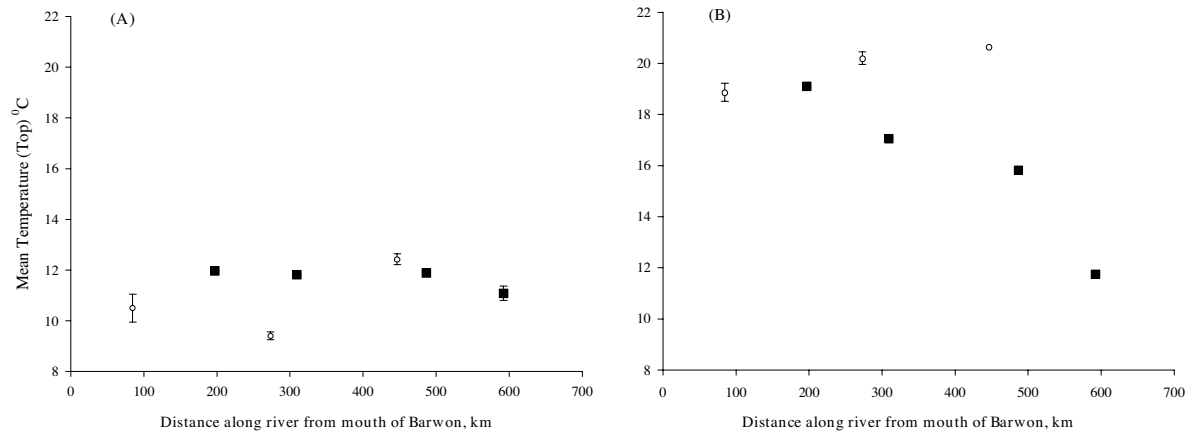 (A)
22
20
18
16
14
12
10
8
Mean Temperature (Top) ⁰C
0 100 200 300 400 500 600 700
Distance along river from mouth of Barwon, km
(B)
22
20
18
16
14
12
10
8
0 100 200 300 400 500 600 700
Distance along river from mouth of Barwon, km